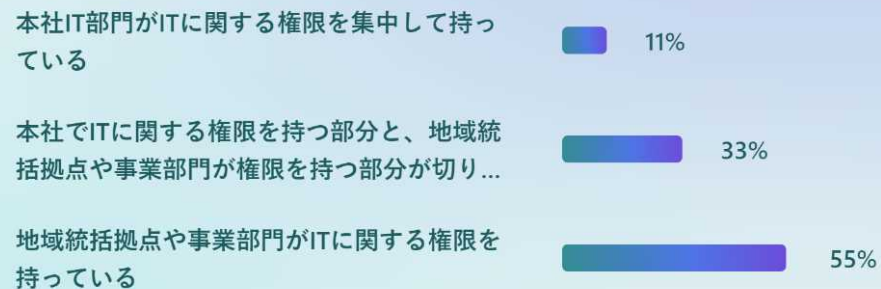 本社IT部門がITに関する権限を集中して持っ
ている
11%
本社でITに関する権限を持つ部分と、地域統
括拠点や事業部門が権限を持つ部分が切り...
33%
地域統括拠点や事業部門がITに関する権限を
持っている
55%